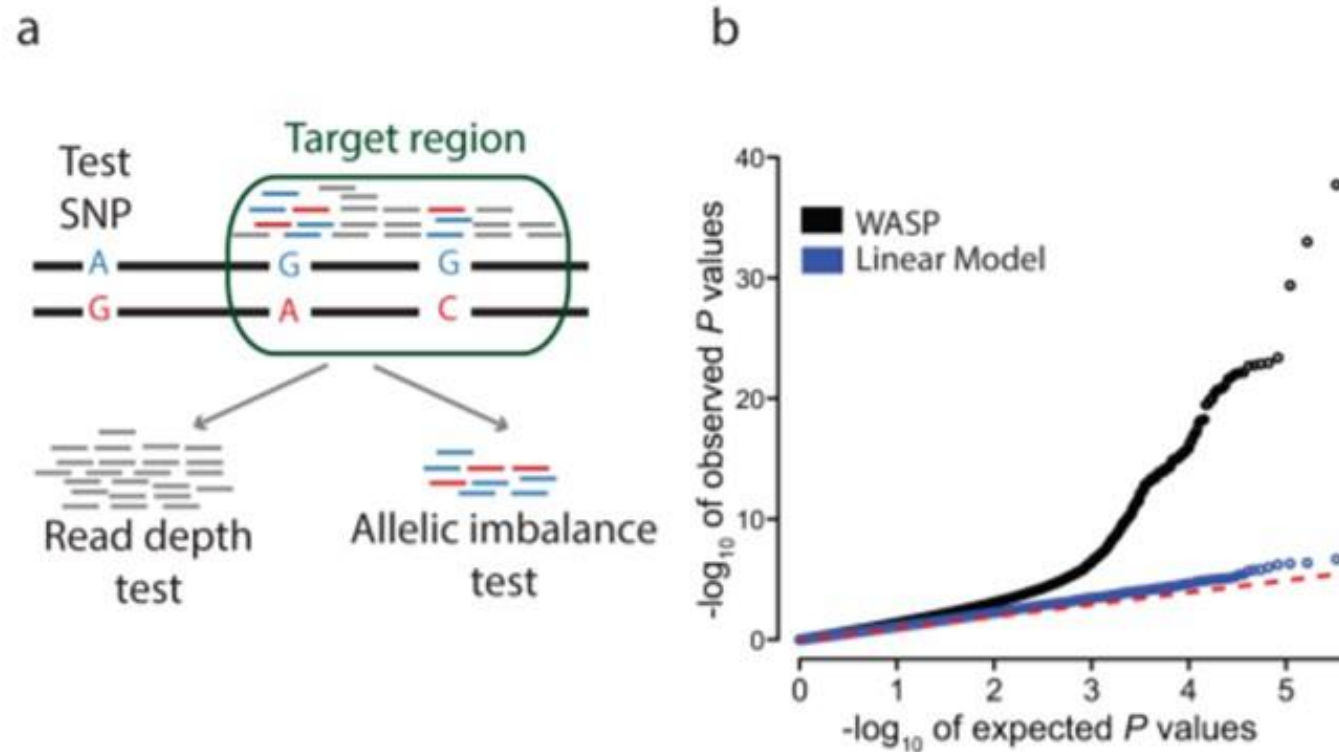 a
Test
SNP
Target region
A G G
G A C
Read depth
test
Allelic imbalance
test
b
-log10 of observed P values
40
30
20
10
0
WASP
Linear Model
0 1 2 3 4 5
-log10 of expected P values